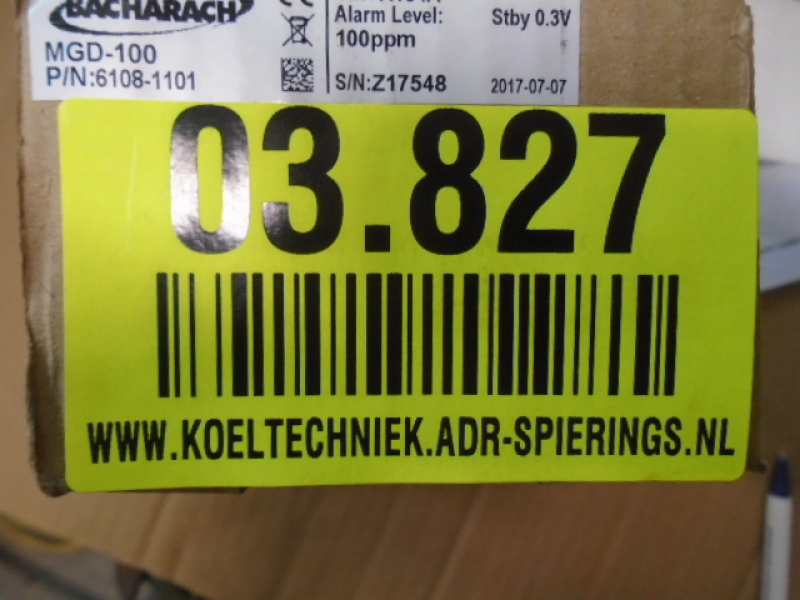 BACHARACH
MGD-100
P/N:6108-1101
Alarm Level:
100ppm
S/N:Z17548
Stby 0.3V
2017-07-07
03.827
WWW.KOELTECHNIEK.ADR-SPIERINGS.NL